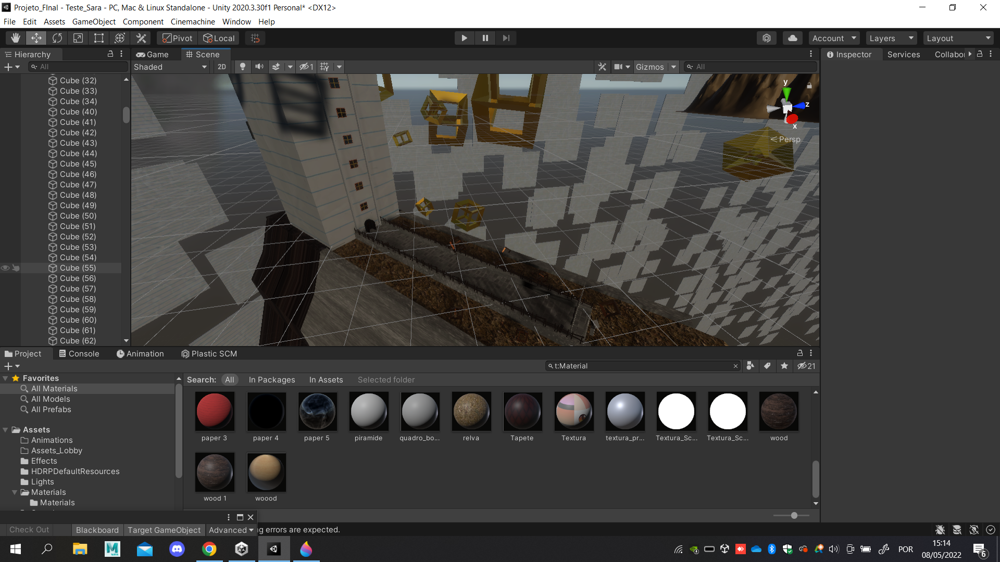 Projeto_FInal - Teste_Sara - PC, Mac & Linux Standalone - Unity 2020.3.30f1 Personal* <DX12>
File Edit Assets GameObject Component Cinemachine Window Help
Pivot Local Account Layers Layout
Hierarchy Game Scene Inspector Services Collabo
All Shaded 2D 1 Gizmos All
Cube (32)
Cube (33)
Cube (34)
Cube (40)
Cube (41)
Cube (42)
Cube (43)
Cube (44)
Cube (45)
Cube (46)
Cube (47)
Cube (48)
Cube (49)
Cube (50)
Cube (51)
Cube (52)
Cube (53)
Cube (54)
Cube (55)
Cube (56)
Cube (57)
Cube (58)
Cube (59)
Cube (60)
Cube (61)
Cube (62)
y
z
x
Persp
Project Console Animation Plastic SCM
t:Material 21
Favorites
All Materials
All Models
All Prefabs
Assets
Animations
Assets_Lobby
Effects
HDRPDefaultResources
Lights
Materials
Materials
Search: All In Packages In Assets Selected folder
paper 3 paper 4 paper 5 piramide quadro_bo... relva Tapete Textura textura_pr... Textura_Sc... Textura_Sc... wood
wood 1 woood
Check Out Blackboard Target GameObject Advanced g errors are expected.
POR
15:14
08/05/2022
6